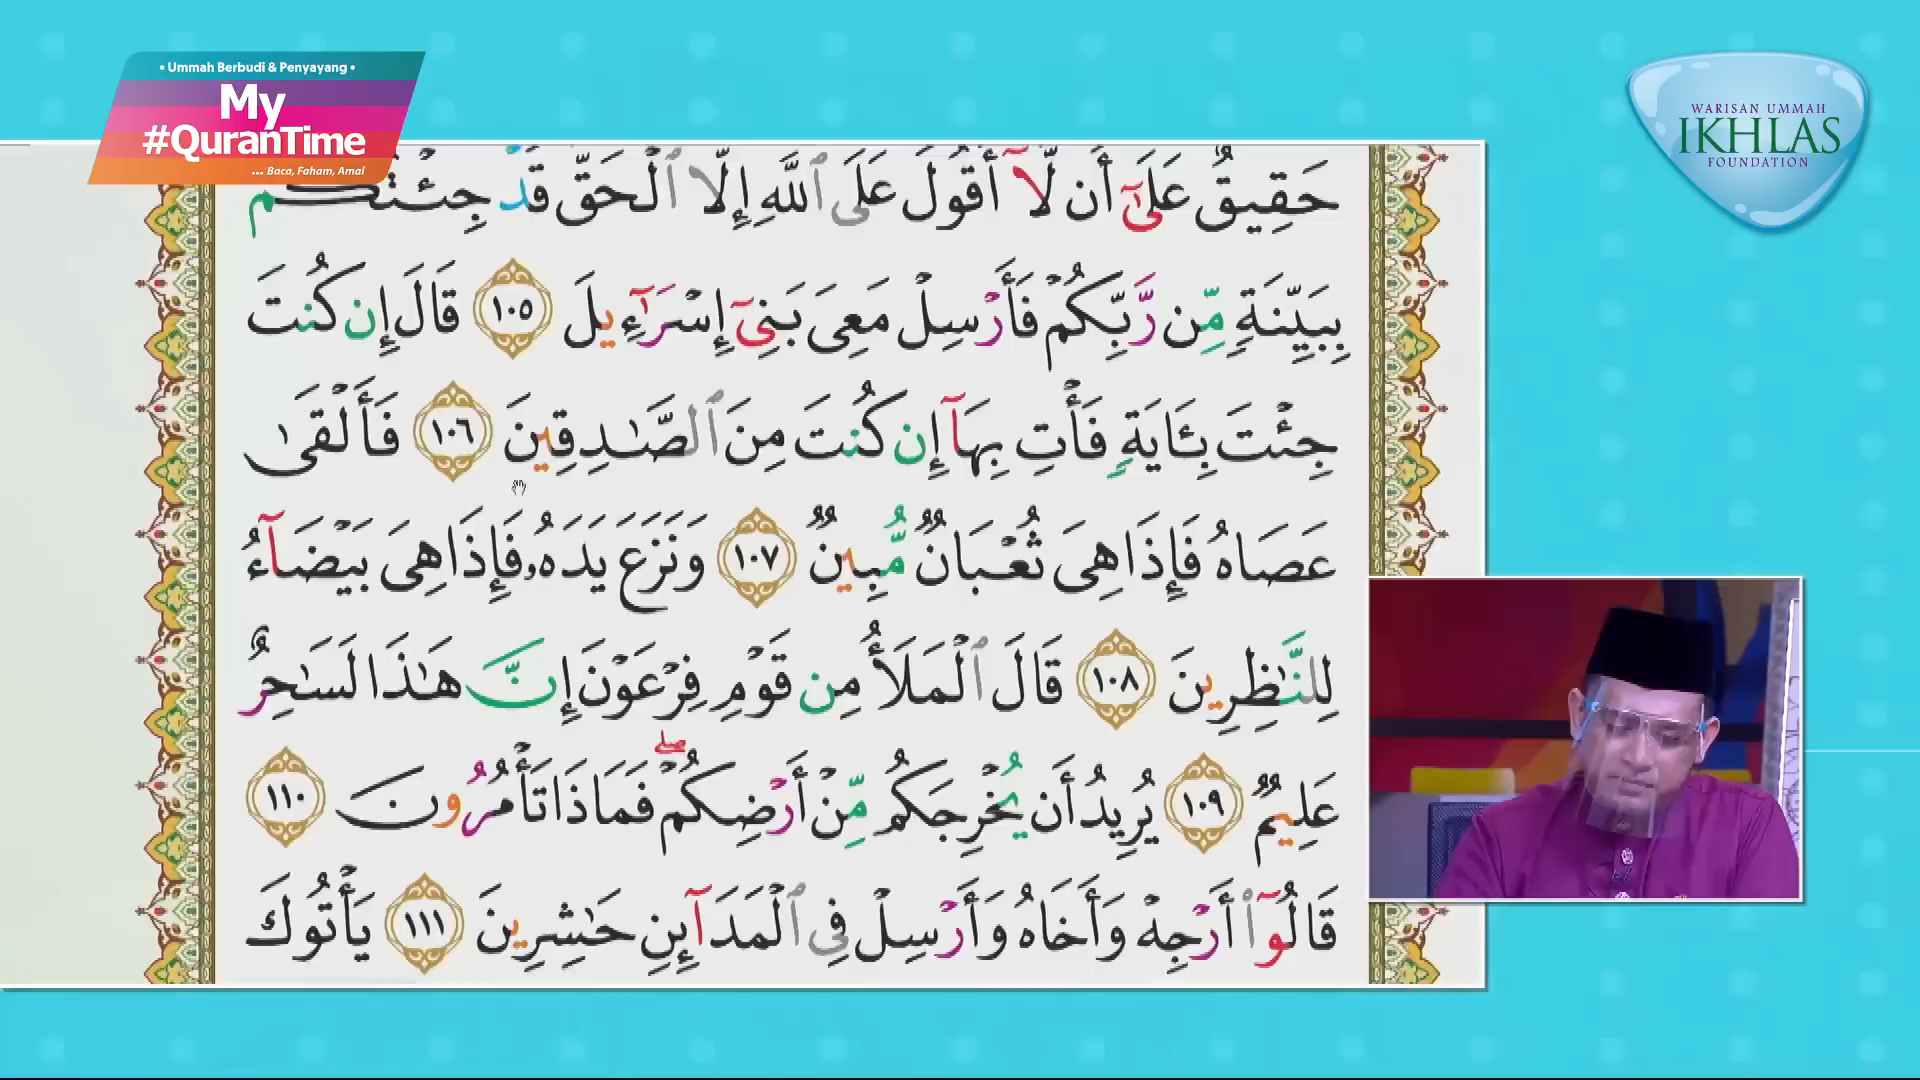 • Ummah Berbudi & Penyayang •
My
#QuranTime
... Baca, Faham, Amal
WARISAN UMMAH
IKHLAS
FOUNDATION
حَقِيقٌ عَلَىٰٓ أَن لَّآ أَقُولَ عَلَى ٱللَّهِ إِلَّا ٱلْحَقَّ قَدْ جِئْتُكُم
بِبَيِّنَةٍ مِّن رَّبِّكُمْ فَأَرْسِلْ مَعِىَ بَنِىٓ إِسْرَٰٓءِيلَ ١٠٥ قَالَ إِن كُنتَ
جِئْتَ بِـَٔايَةٍ فَأْتِ بِهَآ إِن كُنتَ مِنَ ٱلصَّـٰدِقِينَ ١٠٦ فَأَلْقَىٰ
عَصَاهُ فَإِذَا هِىَ ثُعْبَانٌ مُّبِينٌ ١٠٧ وَنَزَعَ يَدَهُۥ فَإِذَا هِىَ بَيْضَآءُ
لِلنَّـٰظِرِينَ ١٠٨ قَالَ ٱلْمَلَأُ مِن قَوْمِ فِرْعَوْنَ إِنَّ هَـٰذَا لَسَـٰحِرٌ
عَلِيمٌ ١٠٩ يُرِيدُ أَن يُخْرِجَكُم مِّنْ أَرْضِكُمْ ۖ فَمَاذَا تَأْمُرُونَ ١١٠
قَالُوٓا۟ أَرْجِهْ وَأَخَاهُ وَأَرْسِلْ فِى ٱلْمَدَآئِنِ حَـٰشِرِينَ ١١١ يَأْتُوكَ